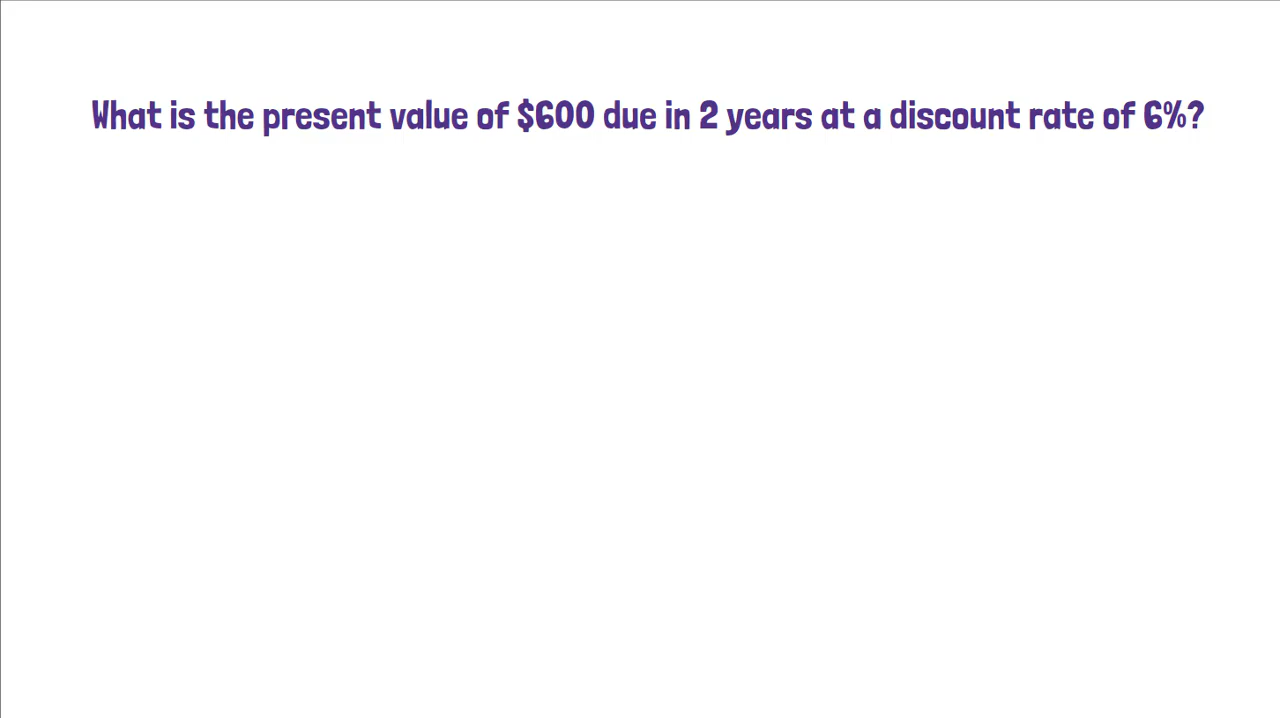 What is the present value of $600 due in 2 years at a discount rate of 6%?